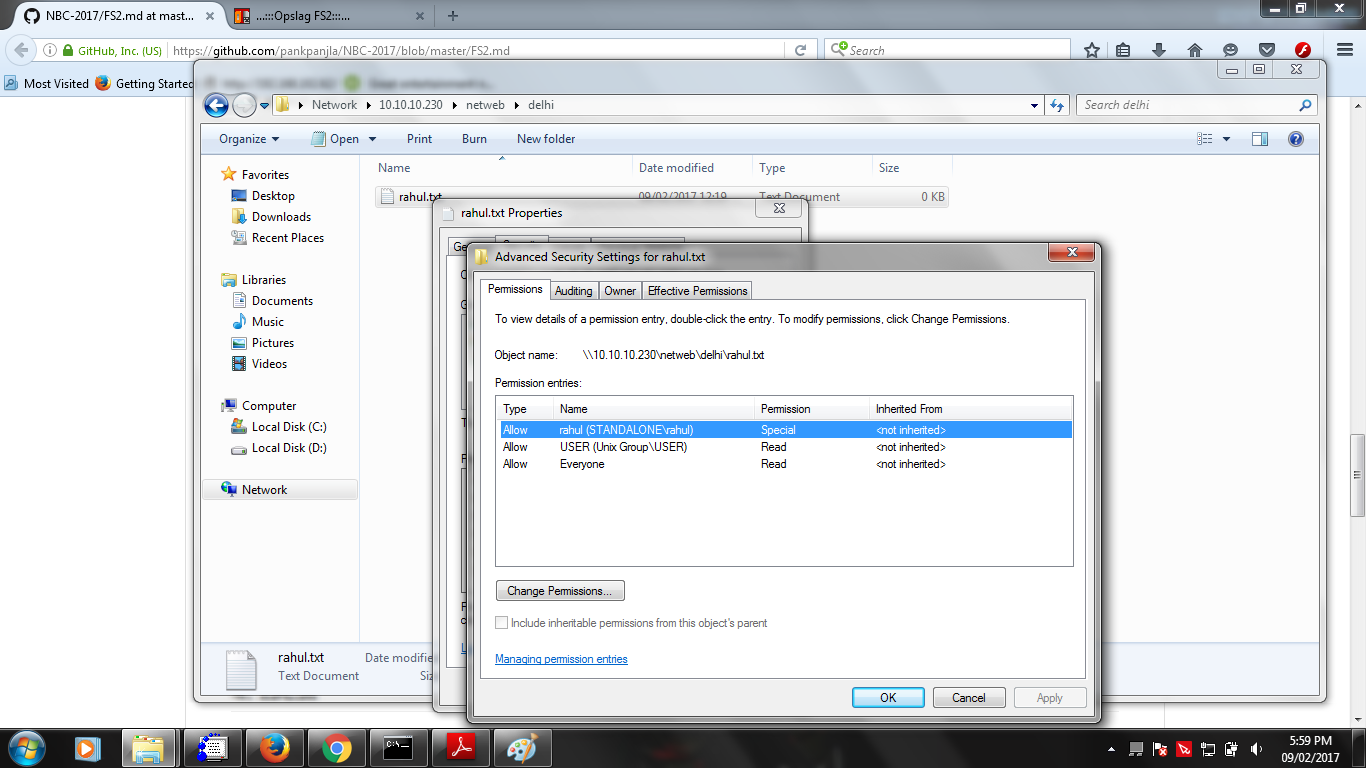 NBC-2017/FS2.md at mast...
...:::Opslag FS2:::...
GitHub, Inc. (US)
https://github.com/pankpanjla/NBC-2017/blob/master/FS2.md
Search
Most Visited
Getting Started
Network
10.10.10.230
netweb
delhi
Search delhi
Organize
Open
Print
Burn
New folder
Favorites
Desktop
Downloads
Recent Places
Libraries
Documents
Music
Pictures
Videos
Computer
Local Disk (C:)
Local Disk (D:)
Network
Name
Date modified
Type
Size
rahul.txt
09/02/2017 12:19
Text Document
0 KB
rahul.txt Properties
Advanced Security Settings for rahul.txt
Permissions
Auditing
Owner
Effective Permissions
To view details of a permission entry, double-click the entry. To modify permissions, click Change Permissions.
Object name: \\10.10.10.230\netweb\delhi\rahul.txt
Permission entries:
Type Name Permission Inherited From
Allow rahul (STANDALONE\rahul) Special <not inherited>
Allow USER (Unix Group\USER) Read <not inherited>
Allow Everyone Read <not inherited>
Change Permissions...
Include inheritable permissions from this object's parent
Managing permission entries
OK
Cancel
Apply
rahul.txt
Date modifie
Text Document
C:\_
5:59 PM
09/02/2017